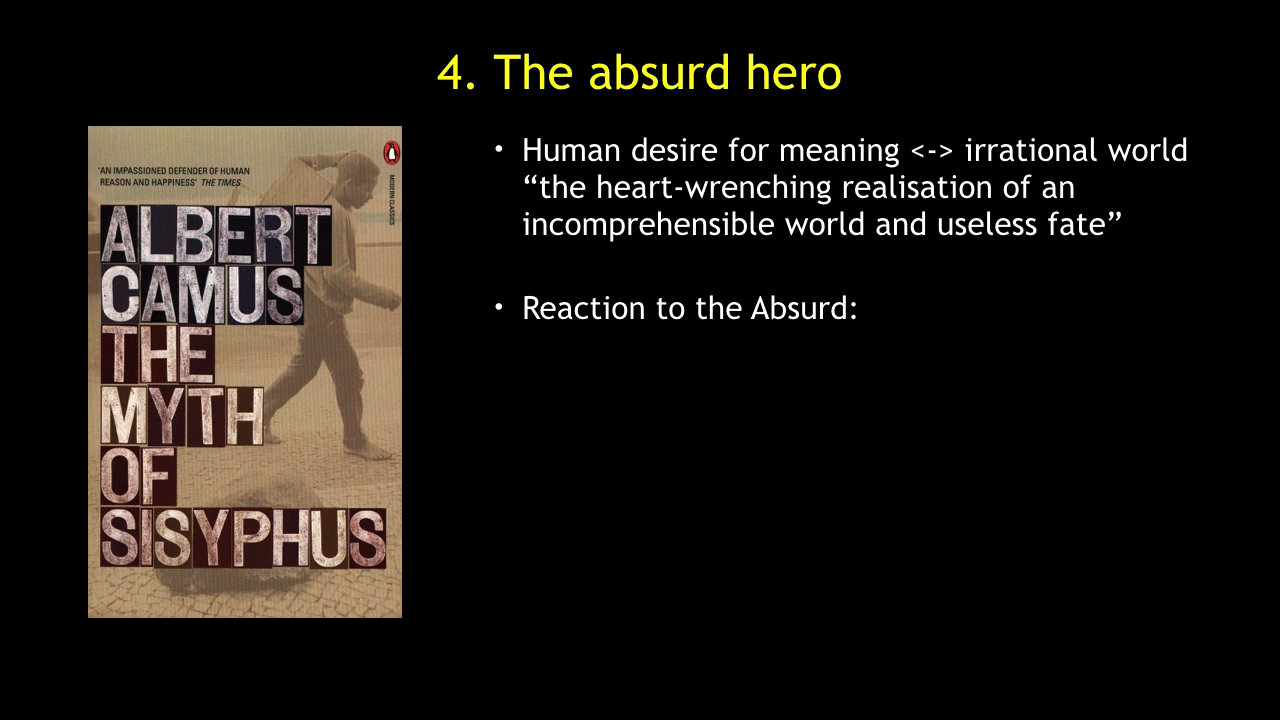 4. The absurd hero
'AN IMPASSIONED DEFENDER OF HUMAN
REASON AND HAPPINESS' THE TIMES
MODERN CLASSICS
ALBERT
CAMUS
THE
MYTH
OF
SISYPHUS
• Human desire for meaning <-> irrational world
“the heart-wrenching realisation of an
incomprehensible world and useless fate”
• Reaction to the Absurd: